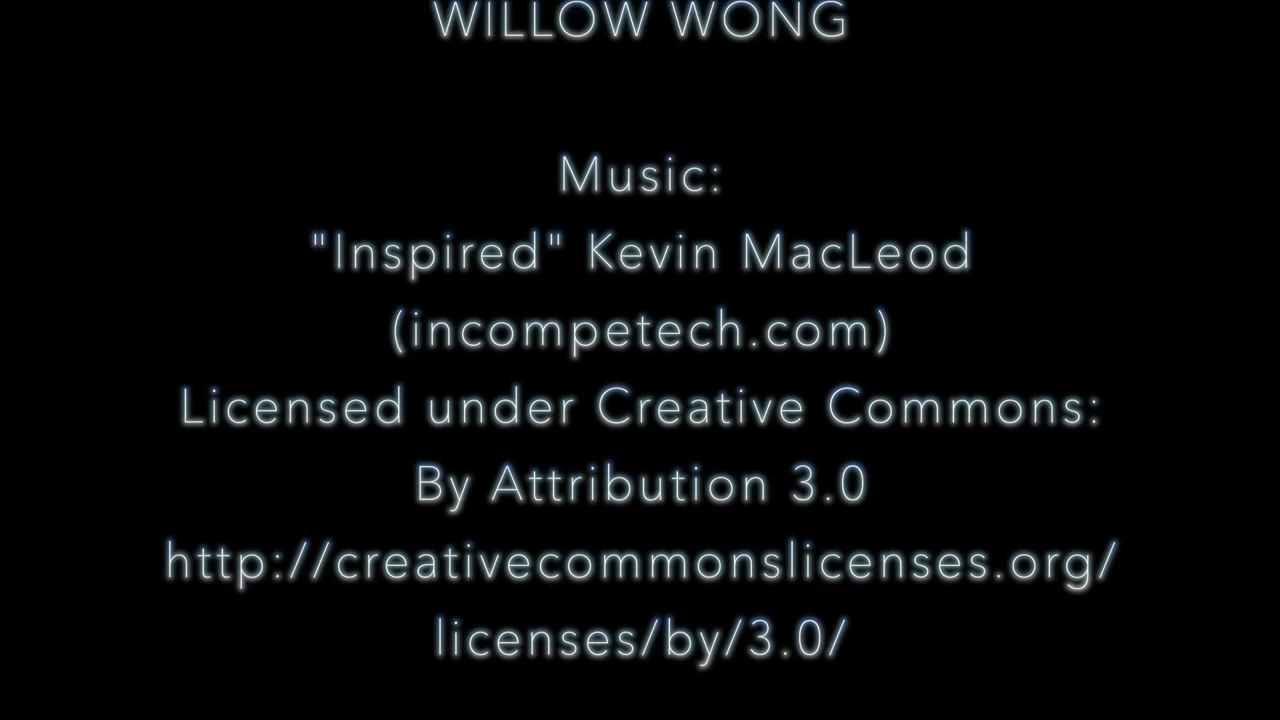 WILLOW WONG
Music:
"Inspired" Kevin MacLeod
(incompetech.com)
Licensed under Creative Commons:
By Attribution 3.0
http://creativecommonslicenses.org/
licenses/by/3.0/